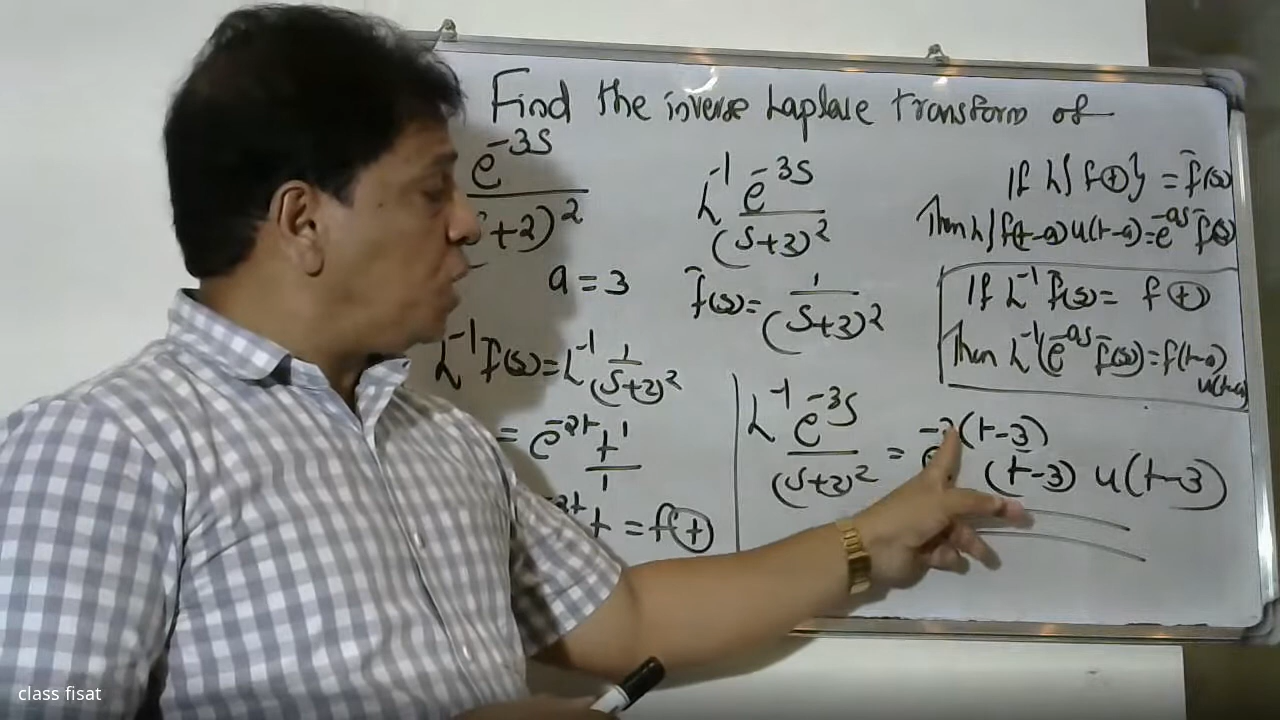 Find the inverse Laplace transform of
e^-3s
(s+2)^2
a = 3
L^-1 f̄(s) = L^-1 1/(s+2)^2
= e^-2t t^1/1
t = f(t)
L^-1 e^-3s/(s+2)^2
f̄(s) = 1/(s+2)^2
L^-1 e^-3s/(s+2)^2 = (t-3)
(t-3) u(t-3)
If L{f(t)} = f̄(s)
Then L{f(t-a) u(t-a) = e^-as f̄(s)
If L^-1 f̄(s) = f(t)
Then L^-1(e^-as f̄(s)) = f(t-a)
u(t-a)
class fisat